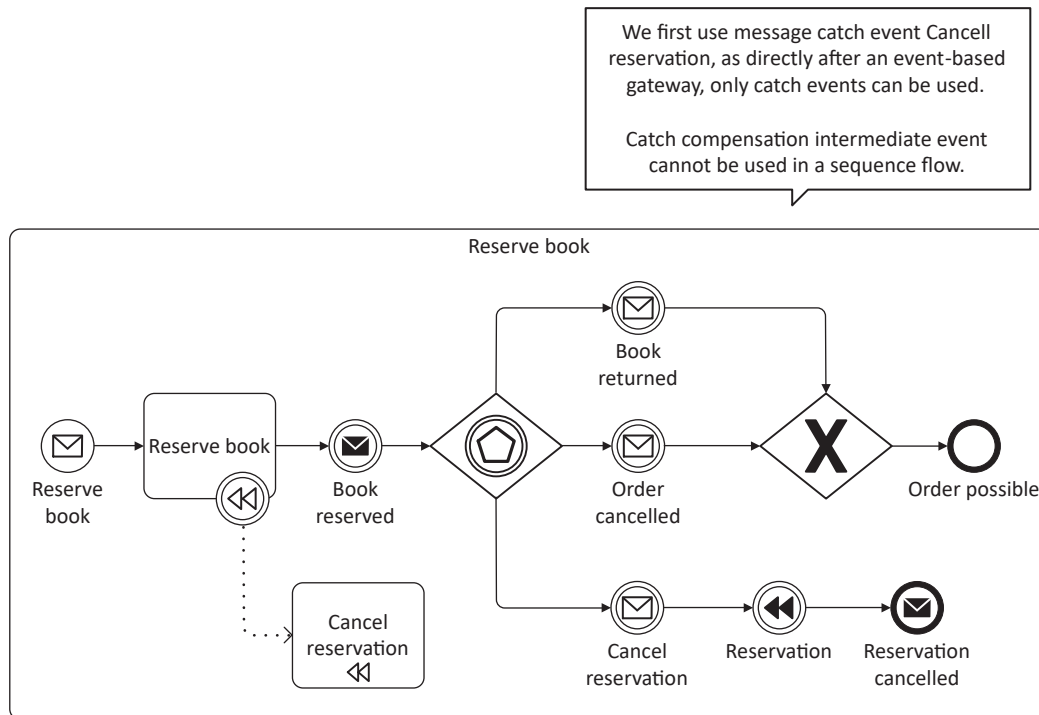 We first use message catch event Cancell
reservation, as directly after an event-based
gateway, only catch events can be used.
Catch compensation intermediate event
cannot be used in a sequence flow.
Reserve book
Book
returned
Reserve book
Reserve
book
Book
reserved
Order
cancelled
Order possible
Cancel
reservation
Cancel
reservation
Reservation
Reservation
cancelled